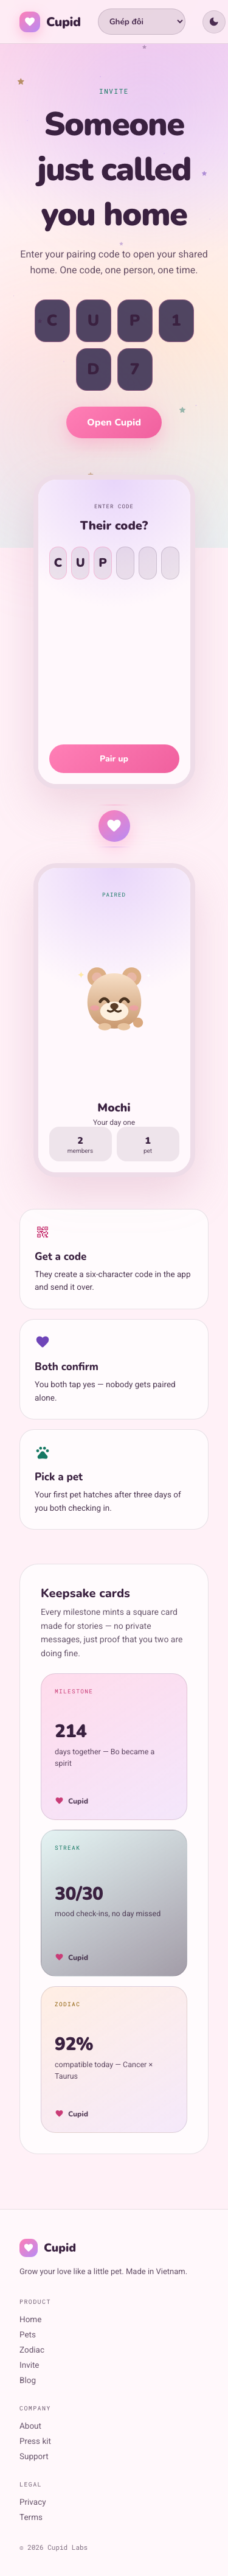 Cupid
Ghép đôi
INVITE
Someone
just called
you home
Enter your pairing code to open your shared
home. One code, one person, one time.
C U P 1
D 7
Open Cupid
ENTER CODE
Their code?
C U P
Pair up
PAIRED
Mochi
Your day one
2 1
members pet
Get a code
They create a six-character code in the app
and send it over.
Both confirm
You both tap yes — nobody gets paired
alone.
Pick a pet
Your first pet hatches after three days of
you both checking in.
Keepsake cards
Every milestone mints a square card
made for stories — no private
messages, just proof that you two are
doing fine.
MILESTONE
214
days together — Bo became a
spirit
Cupid
STREAK
30/30
mood check-ins, no day missed
Cupid
ZODIAC
92%
compatible today — Cancer ×
Taurus
Cupid
Cupid
Grow your love like a little pet. Made in Vietnam.
PRODUCT
Home
Pets
Zodiac
Invite
Blog
COMPANY
About
Press kit
Support
LEGAL
Privacy
Terms
© 2026 Cupid Labs